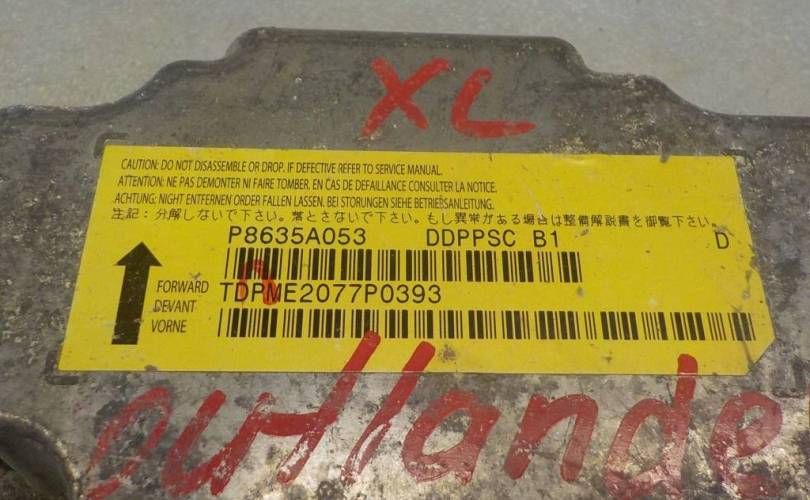 XL
CAUTION: DO NOT DISASSEMBLE OR DROP. IF DEFECTIVE REFER TO SERVICE MANUAL.
ATTENTION: NE PAS DEMONTER NI FAIRE TOMBER. EN CAS DE DEFAILLANCE CONSULTER LA NOTICE.
ACHTUNG: NIGHT ENTFERNEN ORDER FALLEN LASSEN. BEI STORUNGEN SIEHE BETRIEBSANLEITUNG.
注記: 分解しないで下さい。落とさないで下さい。もし異常がある場合は整備解説書を御覧下さい。
P8635A053 DDPPSC B1 D
FORWARD TDPME2077P0393
DEVANT
VORNE
outlande